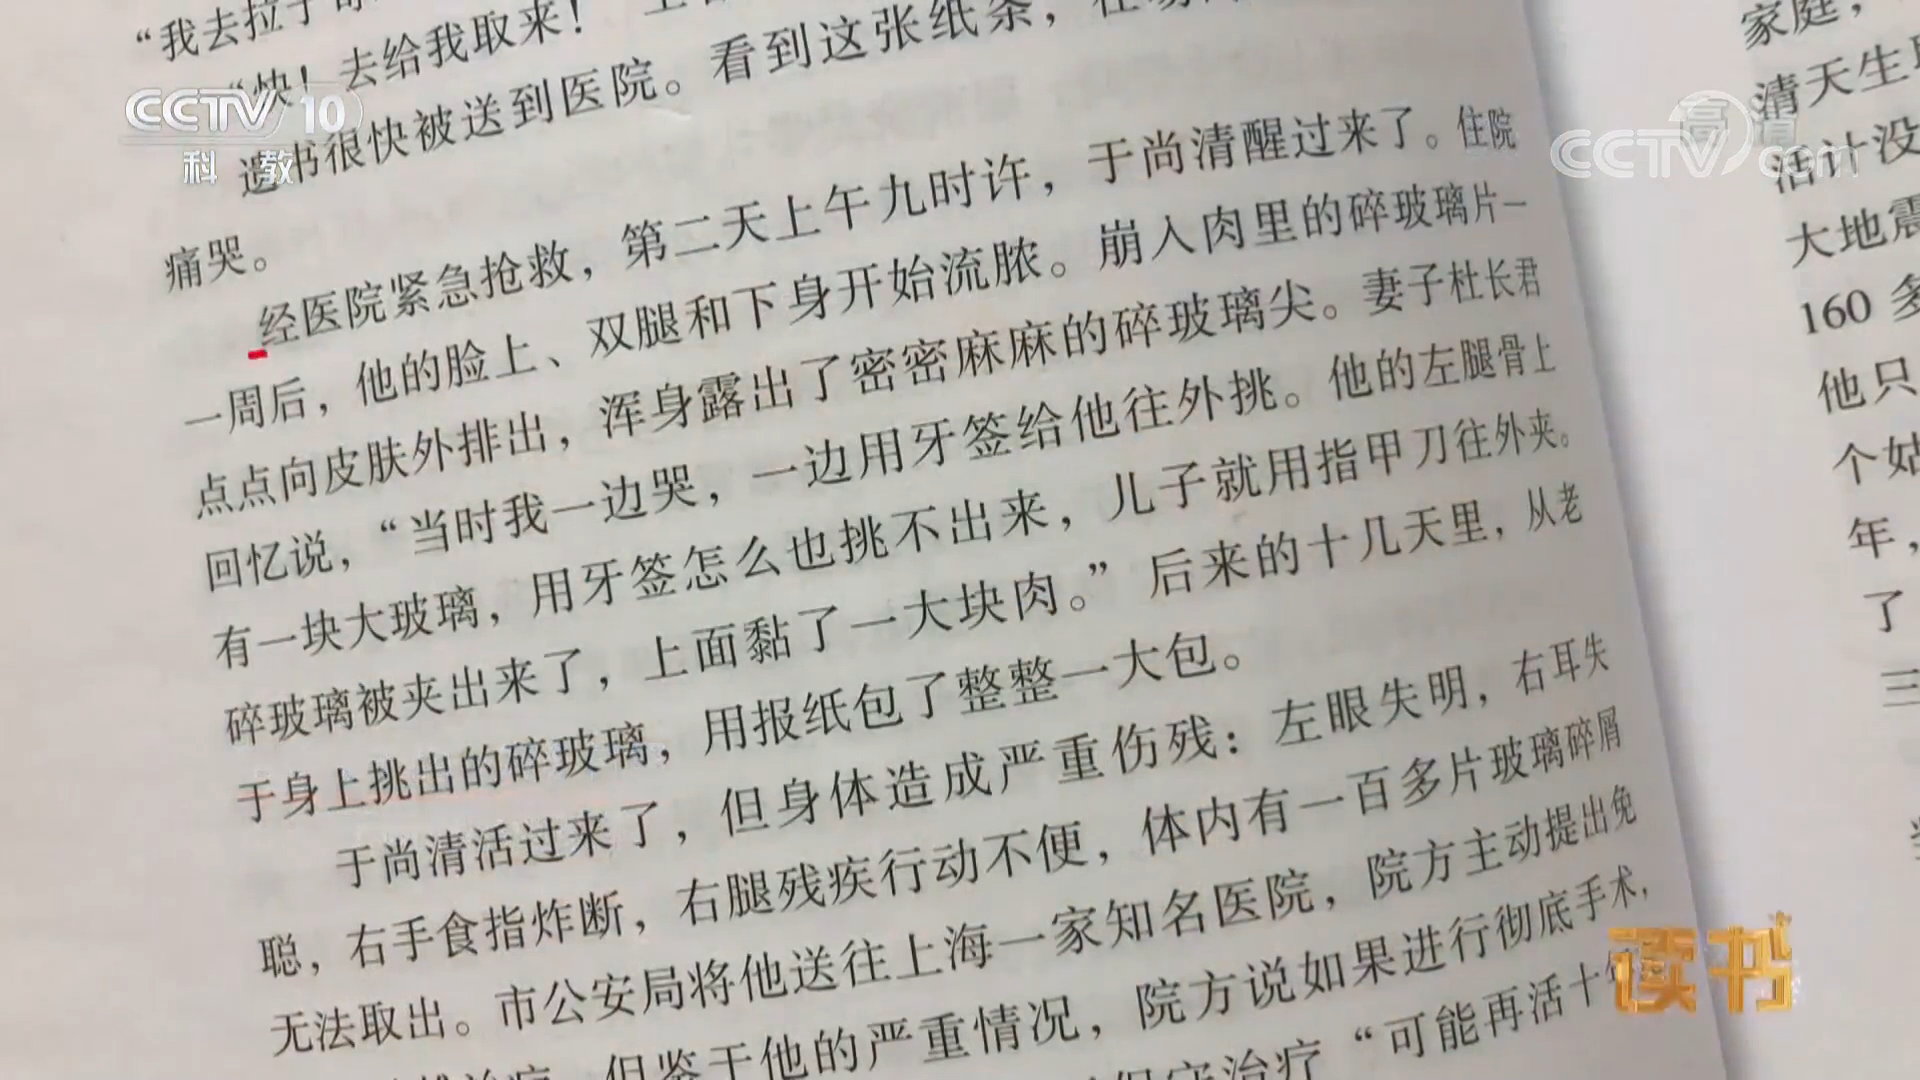 “我去拉
“快！去给我取来！
遗书很快被送到医院。看到这张纸条，在场
痛哭。
经医院紧急抢救，第二天上午九时许，于尚清醒过来了。住院
一周后，他的脸上、双腿和下身开始流脓。崩入肉里的碎玻璃片一
点点向皮肤外排出，浑身露出了密密麻麻的碎玻璃尖。妻子杜长君
回忆说，“当时我一边哭，一边用牙签给他往外挑。他的左腿骨上
有一块大玻璃，用牙签怎么也挑不出来，儿子就用指甲刀往外夹。
碎玻璃被夹出来了，上面黏了一大块肉。”后来的十几天里，从老
于身上挑出的碎玻璃，用报纸包了整整一大包。
于尚清活过来了，但身体造成严重伤残：左眼失明，右耳失
聪，右手食指炸断，右腿残疾行动不便，体内有一百多片玻璃碎屑
无法取出。市公安局将他送往上海一家知名医院，院方主动提出免
但鉴于他的严重情况，院方说如果进行彻底手术，
治疗“可能再活十
家庭，
清天生
活计没
大地震
160 多
他只
个姑
年，
了
三
CCTV 10
科教
CCTV.com
高清
读书